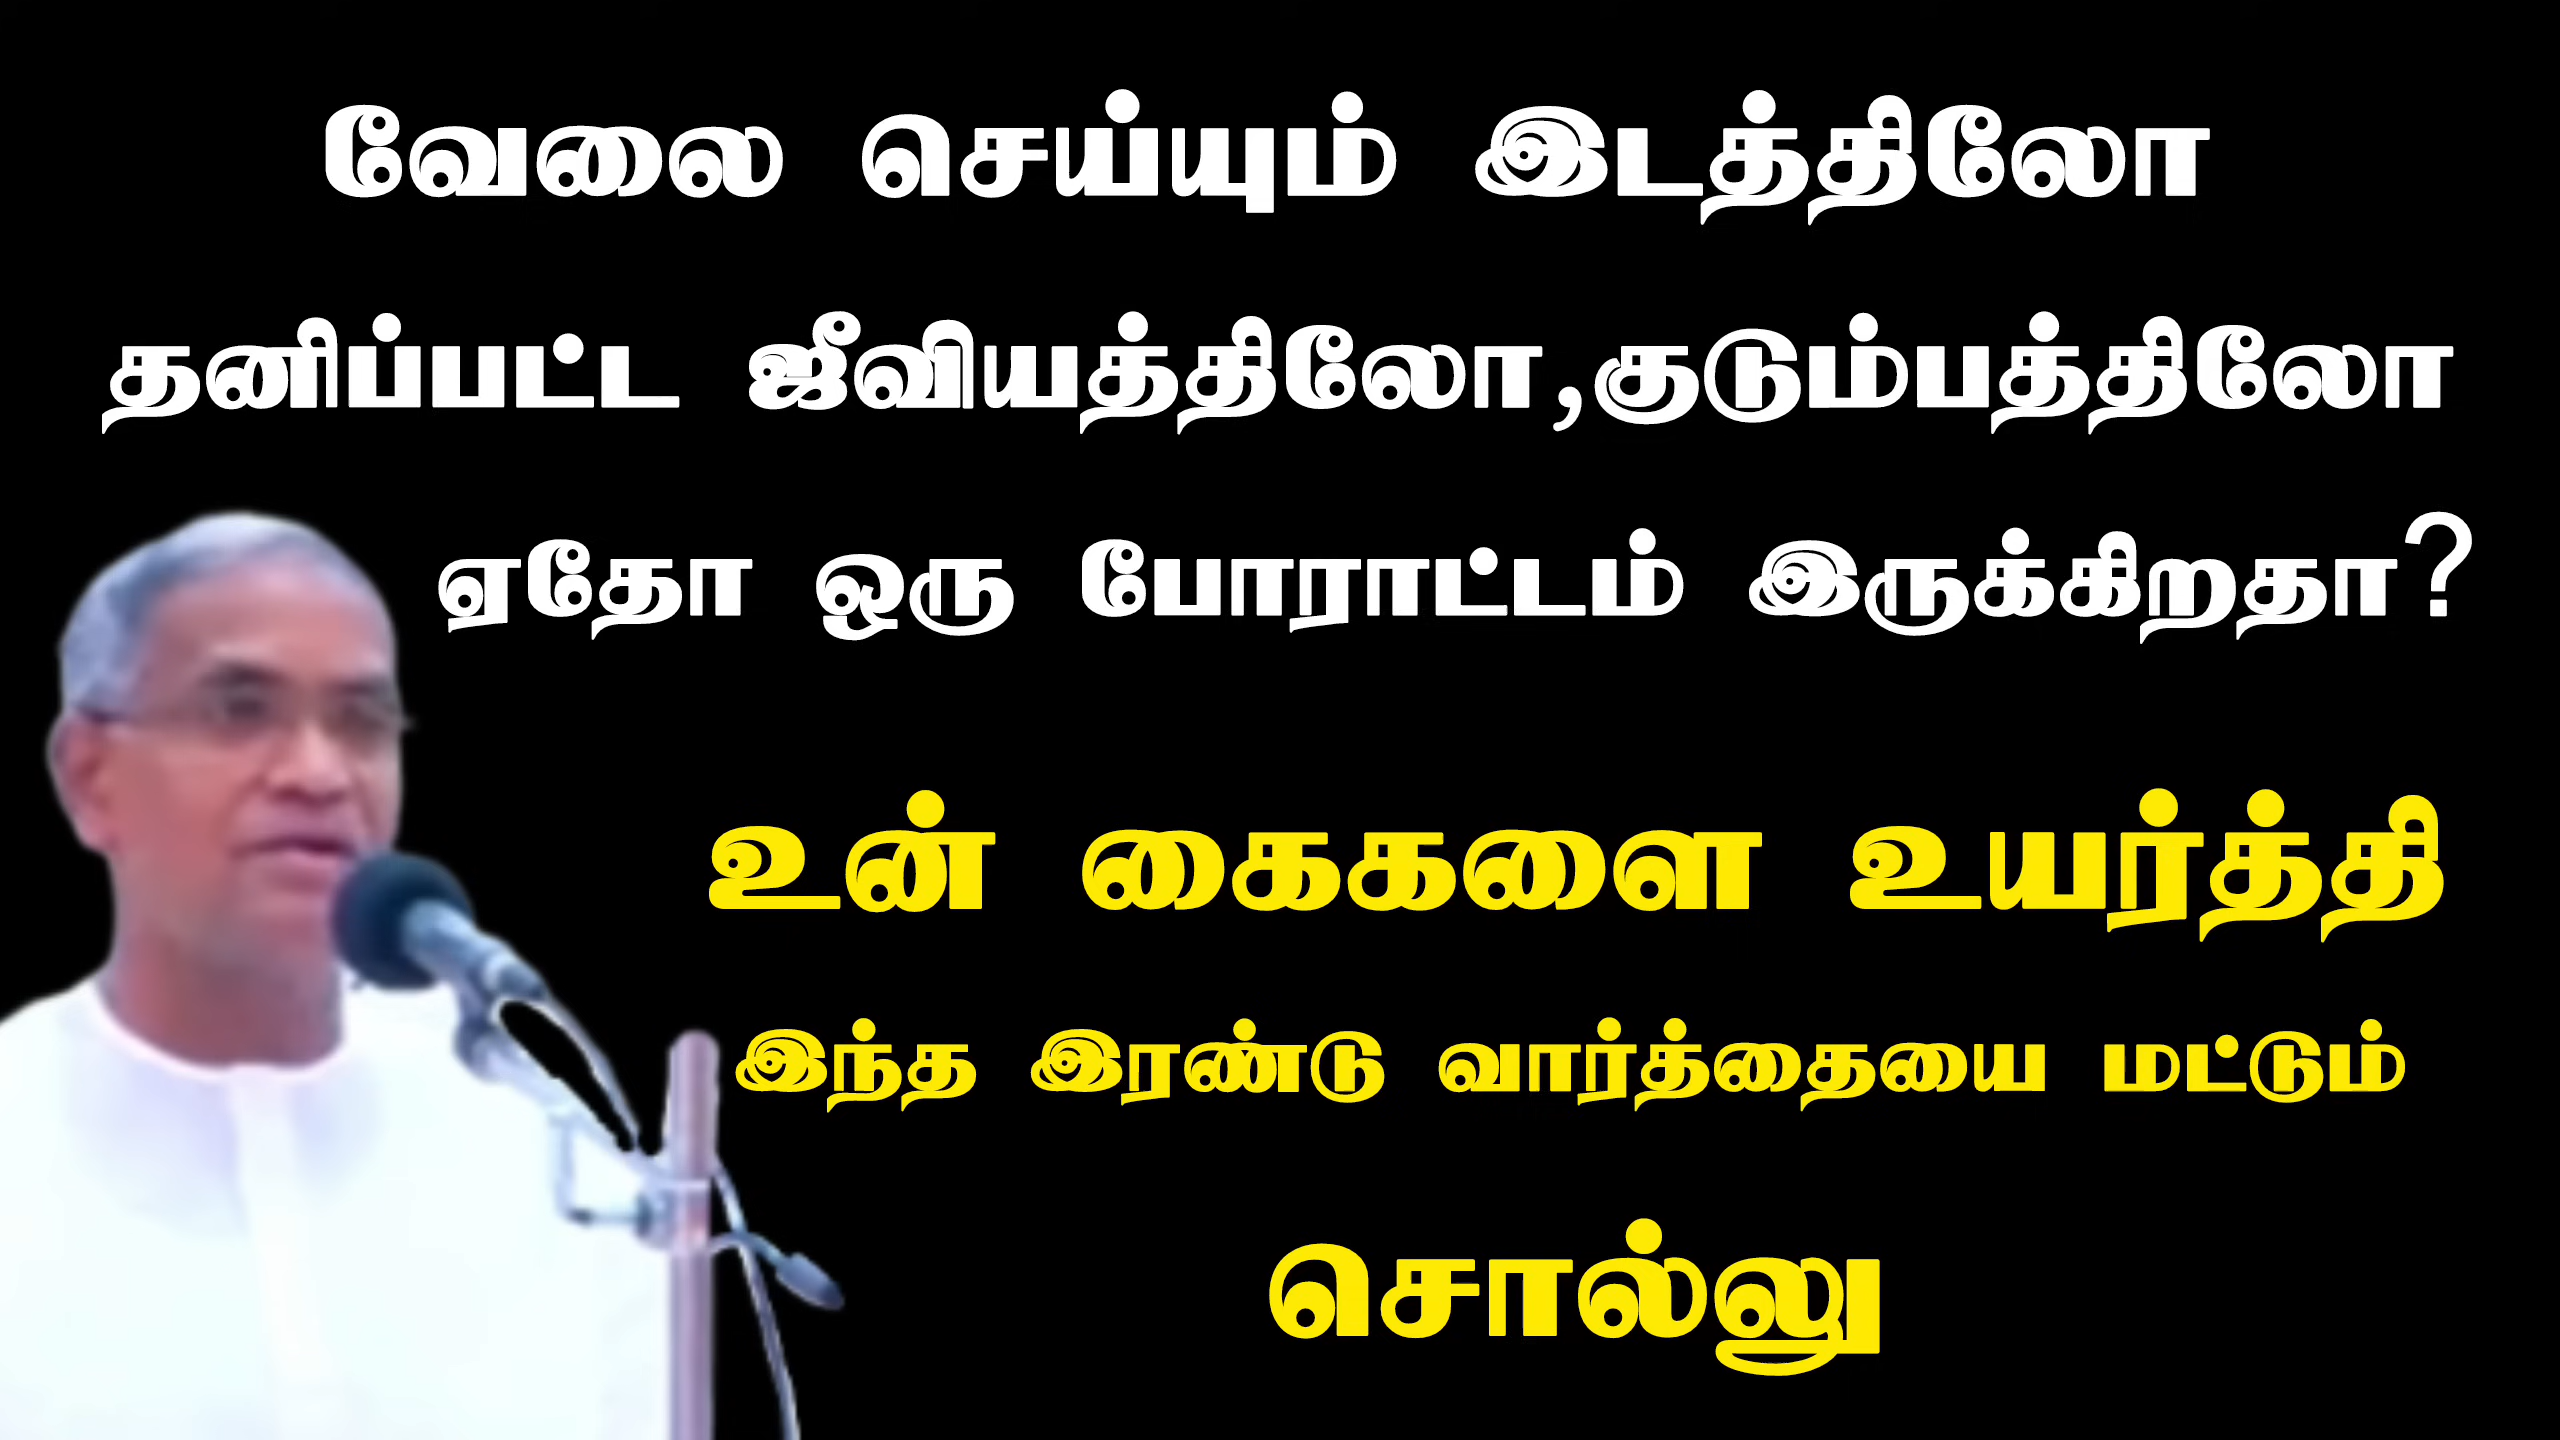 வேலை செய்யும் இடத்திலோ
தனிப்பட்ட ஜீவியத்திலோ,குடும்பத்திலோ
ஏதோ ஒரு போராட்டம் இருக்கிறதா?
உன் கைகளை உயர்த்தி
இந்த இரண்டு வார்த்தையை மட்டும்
சொல்லு